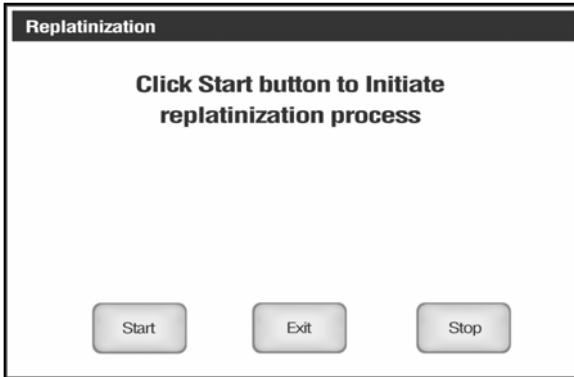 Replatinization
Click Start button to Initiate
replatinization process
Start
Exit
Stop